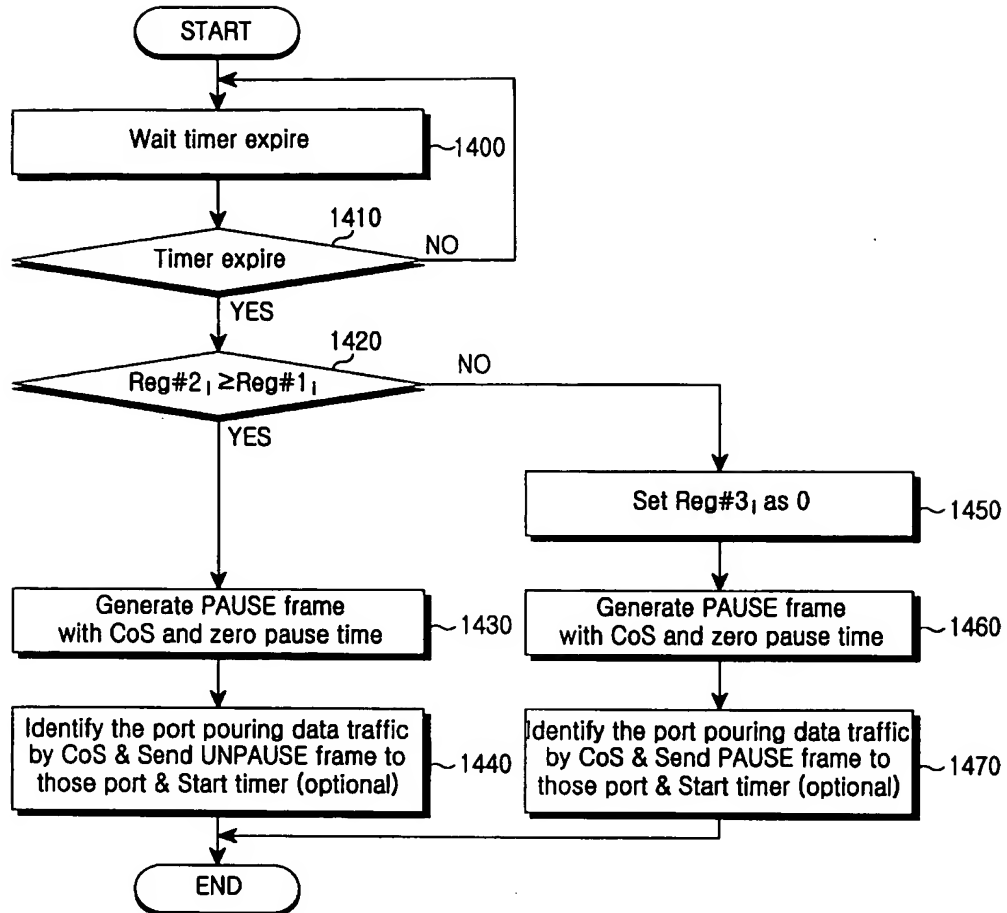 START
Wait timer expire
1400
1410
Timer expire
NO
YES
1420
Reg#2i ≥Reg#1i
NO
YES
Set Reg#3i as 0
1450
Generate PAUSE frame
with CoS and zero pause time
1430
Generate PAUSE frame
with CoS and zero pause time
1460
Identify the port pouring data traffic
by CoS & Send UNPAUSE frame to
those port & Start timer (optional)
1440
Identify the port pouring data traffic
by CoS & Send PAUSE frame to
those port & Start timer (optional)
1470
END